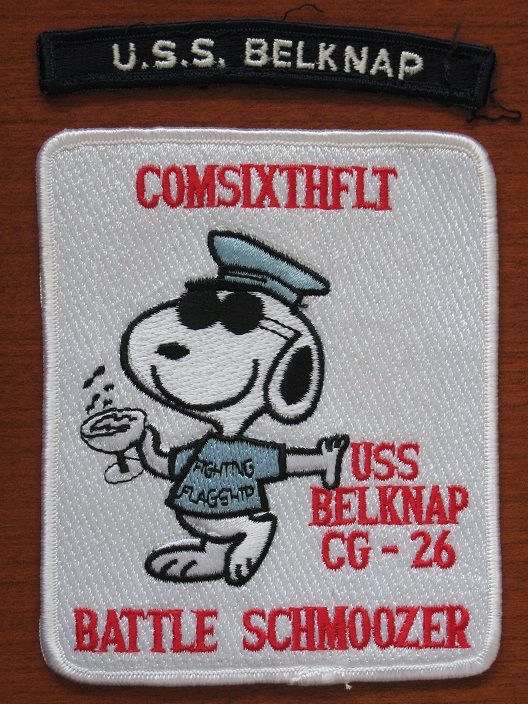 U.S.S. BELKNAP
COMSIXTHFLT
FIGHTING
FLAGSHIP
USS
BELKNAP
CG - 26
BATTLE SCHMOOZER